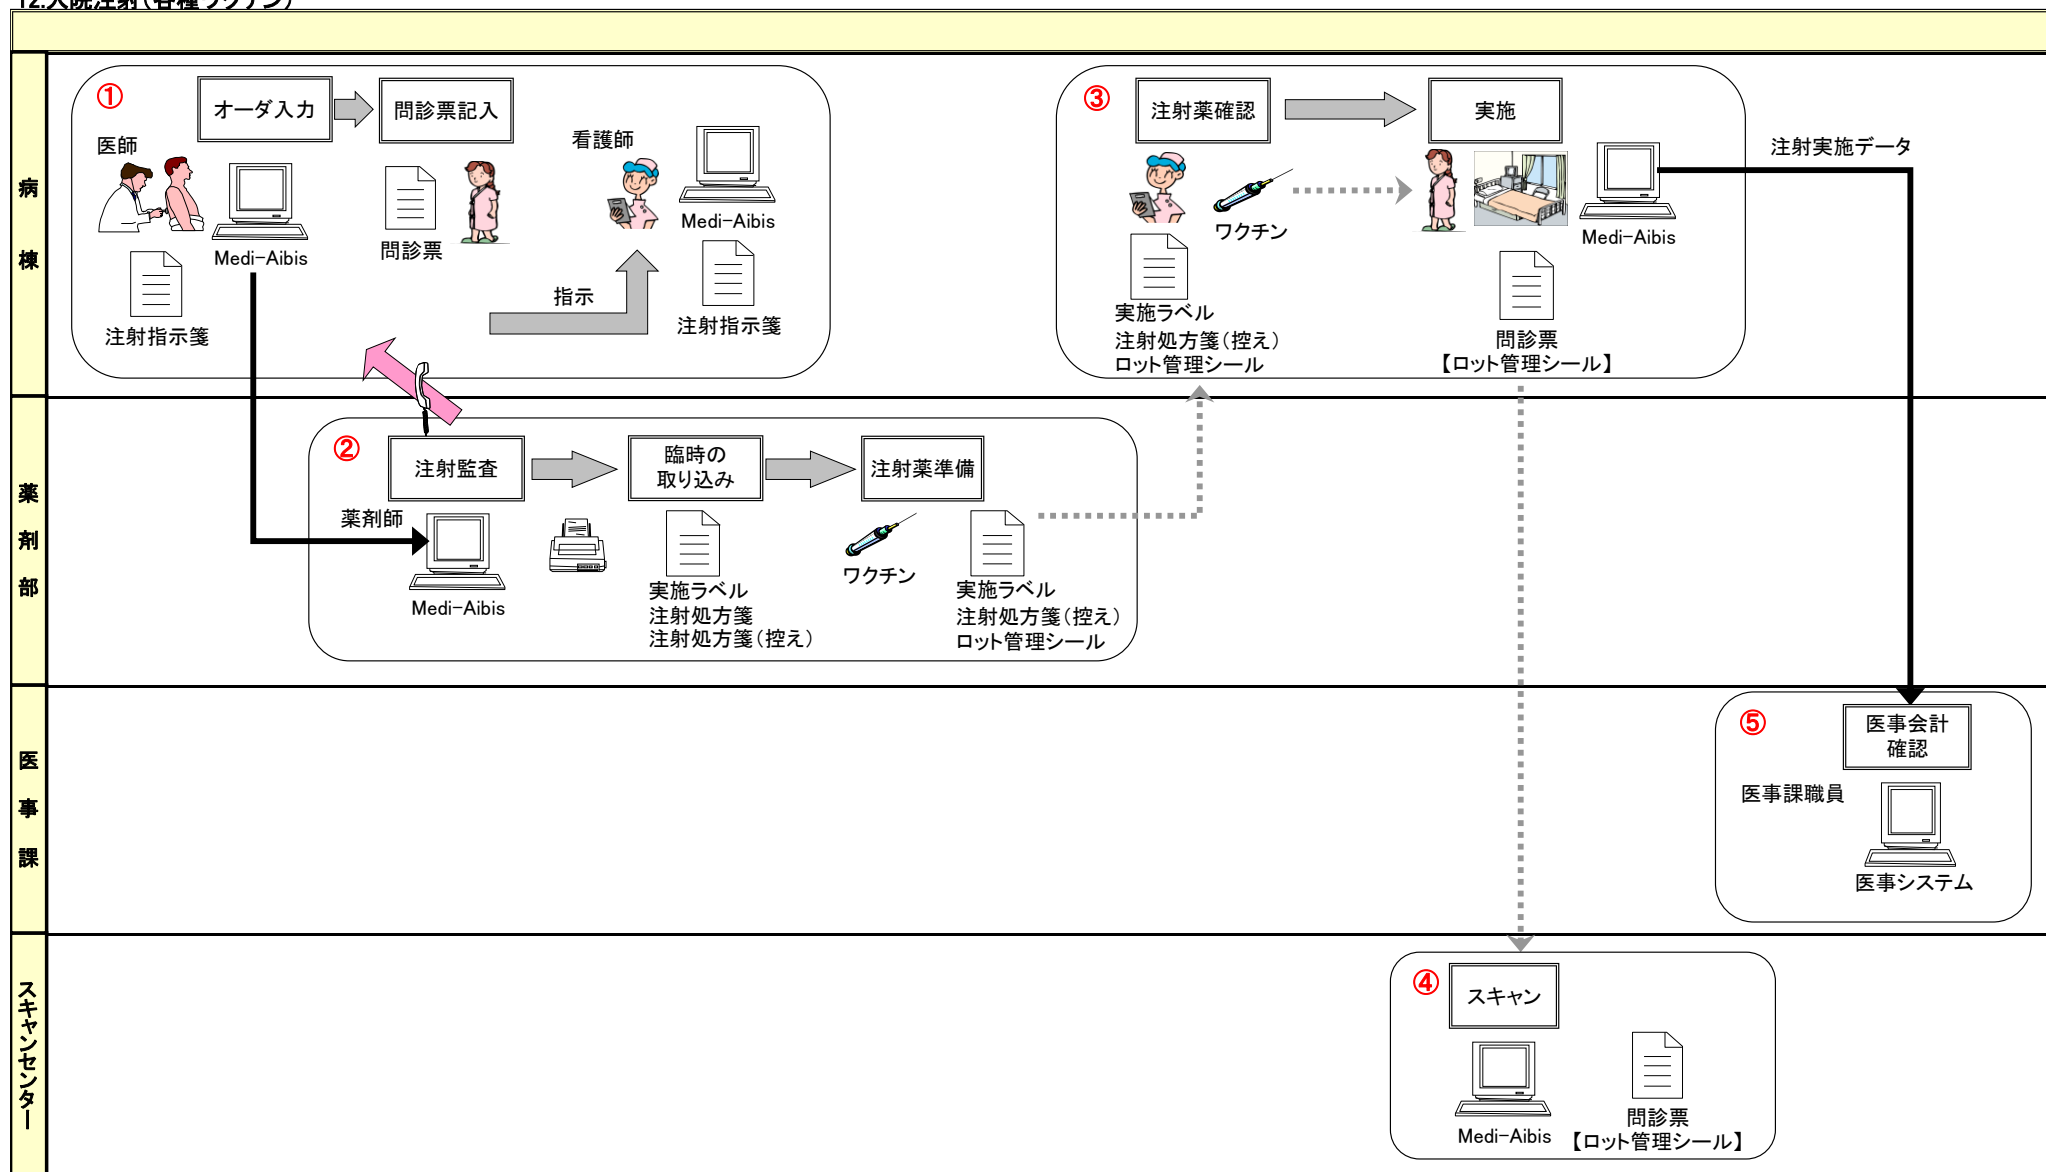 12.入院注射（各種ワクチン）
病棟
①
オーダ入力
問診票記入
医師
看護師
Medi-Aibis
問診票
Medi-Aibis
注射指示箋
指示
注射指示箋
③
注射薬確認
実施
注射実施データ
ワクチン
Medi-Aibis
実施ラベル
注射処方箋（控え）
ロット管理シール
問診票
【ロット管理シール】
薬剤部
②
注射監査
臨時の
取り込み
注射薬準備
薬剤師
Medi-Aibis
実施ラベル
注射処方箋
注射処方箋（控え）
ワクチン
実施ラベル
注射処方箋（控え）
ロット管理シール
医事課
⑤
医事会計
確認
医事課職員
医事システム
スキャンセンター
④
スキャン
Medi-Aibis
問診票
【ロット管理シール】